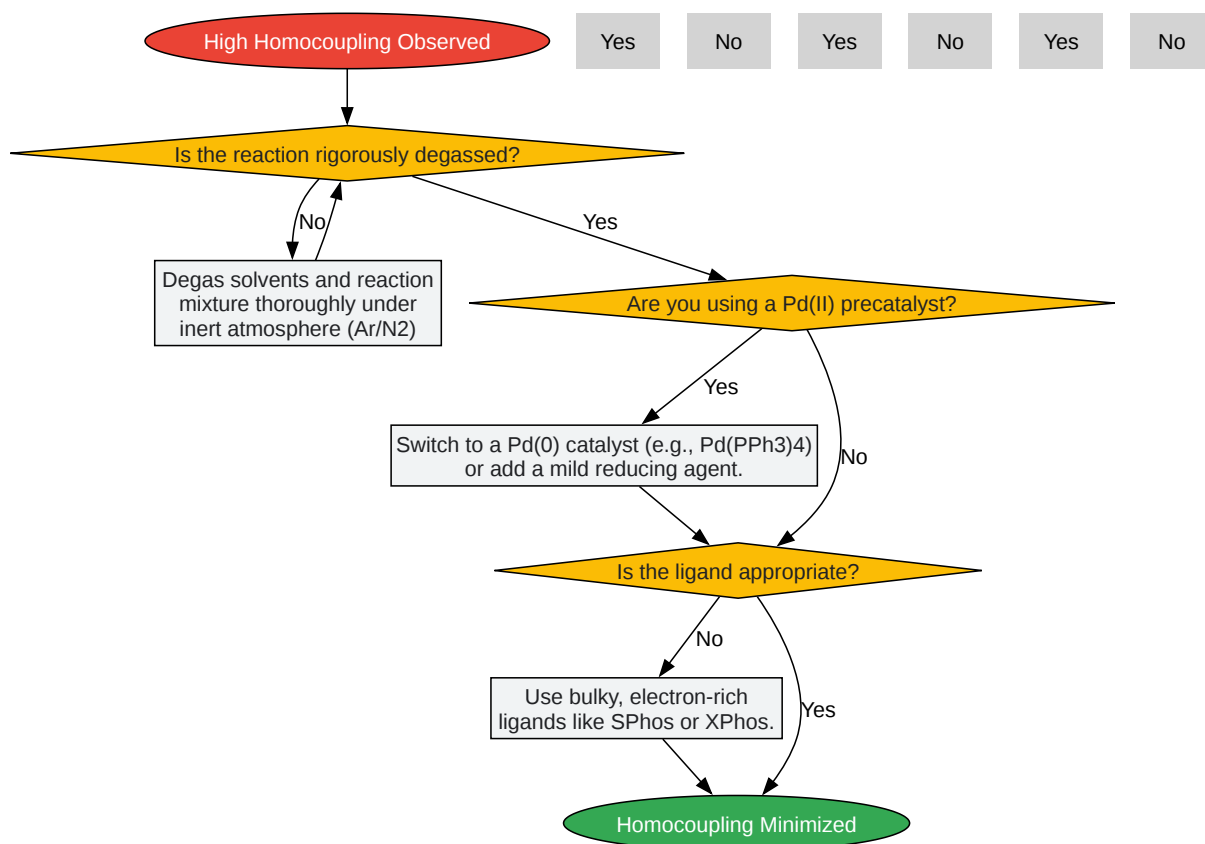 High Homocoupling Observed
Yes
No
Yes
No
Yes
No
Is the reaction rigorously degassed?
No
Yes
Degas solvents and reaction
mixture thoroughly under
inert atmosphere (Ar/N2)
Are you using a Pd(II) precatalyst?
Yes
Switch to a Pd(0) catalyst (e.g., Pd(PPh3)4)
or add a mild reducing agent.
No
Is the ligand appropriate?
No
Use bulky, electron-rich
ligands like SPhos or XPhos.
Yes
Homocoupling Minimized